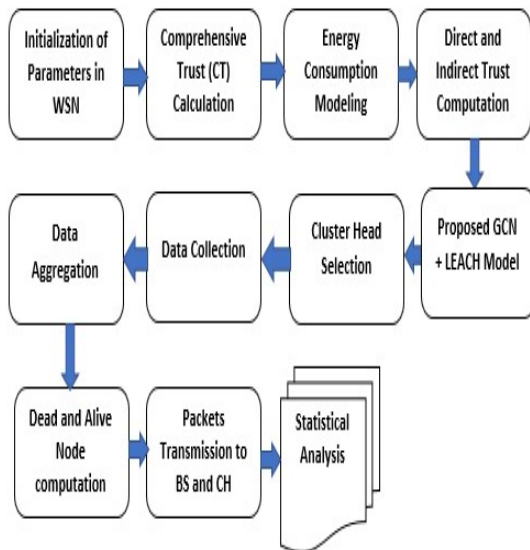 Initialization of
Parameters in
WSN
Comprehensive
Trust (CT)
Calculation
Energy
Consumption
Modeling
Direct and
Indirect Trust
Computation
Proposed GCN
+ LEACH Model
Cluster Head
Selection
Data Collection
Data
Aggregation
Dead and Alive
Node
computation
Packets
Transmission to
BS and CH
Statistical
Analysis